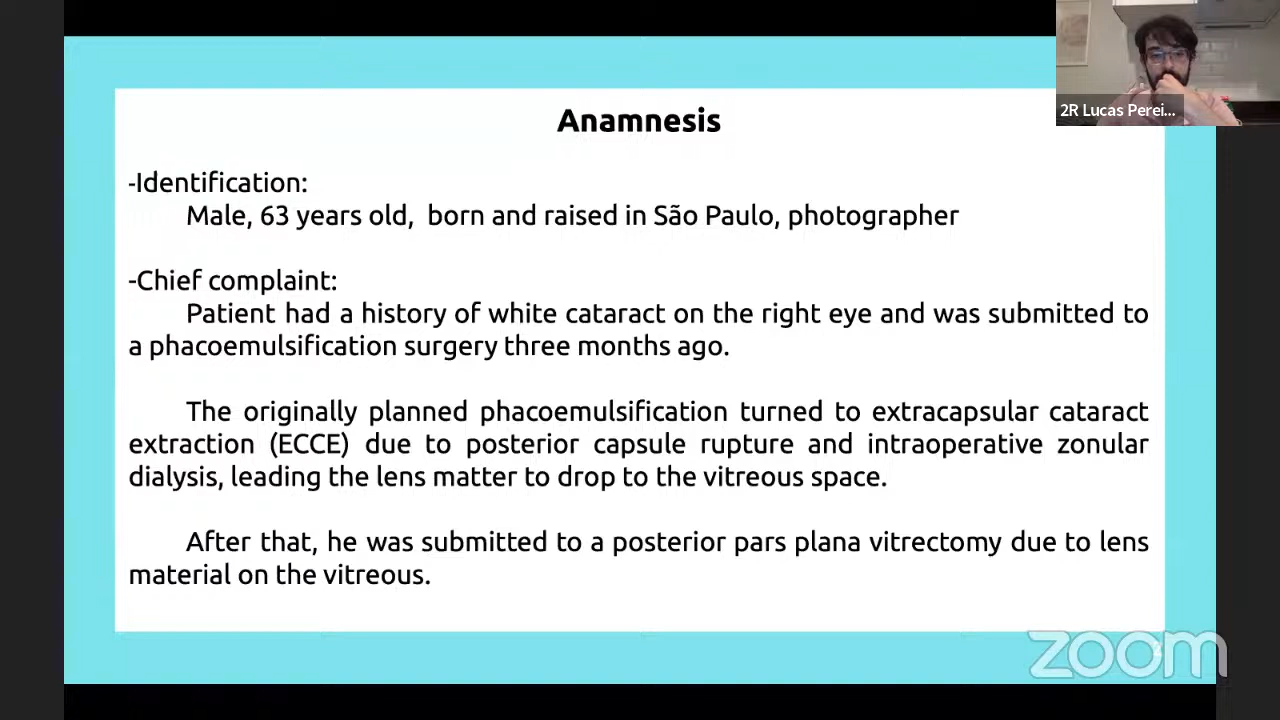 Anamnesis
2R Lucas Perei...
-Identification:
Male, 63 years old,  born and raised in São Paulo, photographer
-Chief complaint:
Patient had a history of white cataract on the right eye and was submitted to
a phacoemulsification surgery three months ago.
The originally planned phacoemulsification turned to extracapsular cataract
extraction (ECCE) due to posterior capsule rupture and intraoperative zonular
dialysis, leading the lens matter to drop to the vitreous space.
After that, he was submitted to a posterior pars plana vitrectomy due to lens
material on the vitreous.
zoom